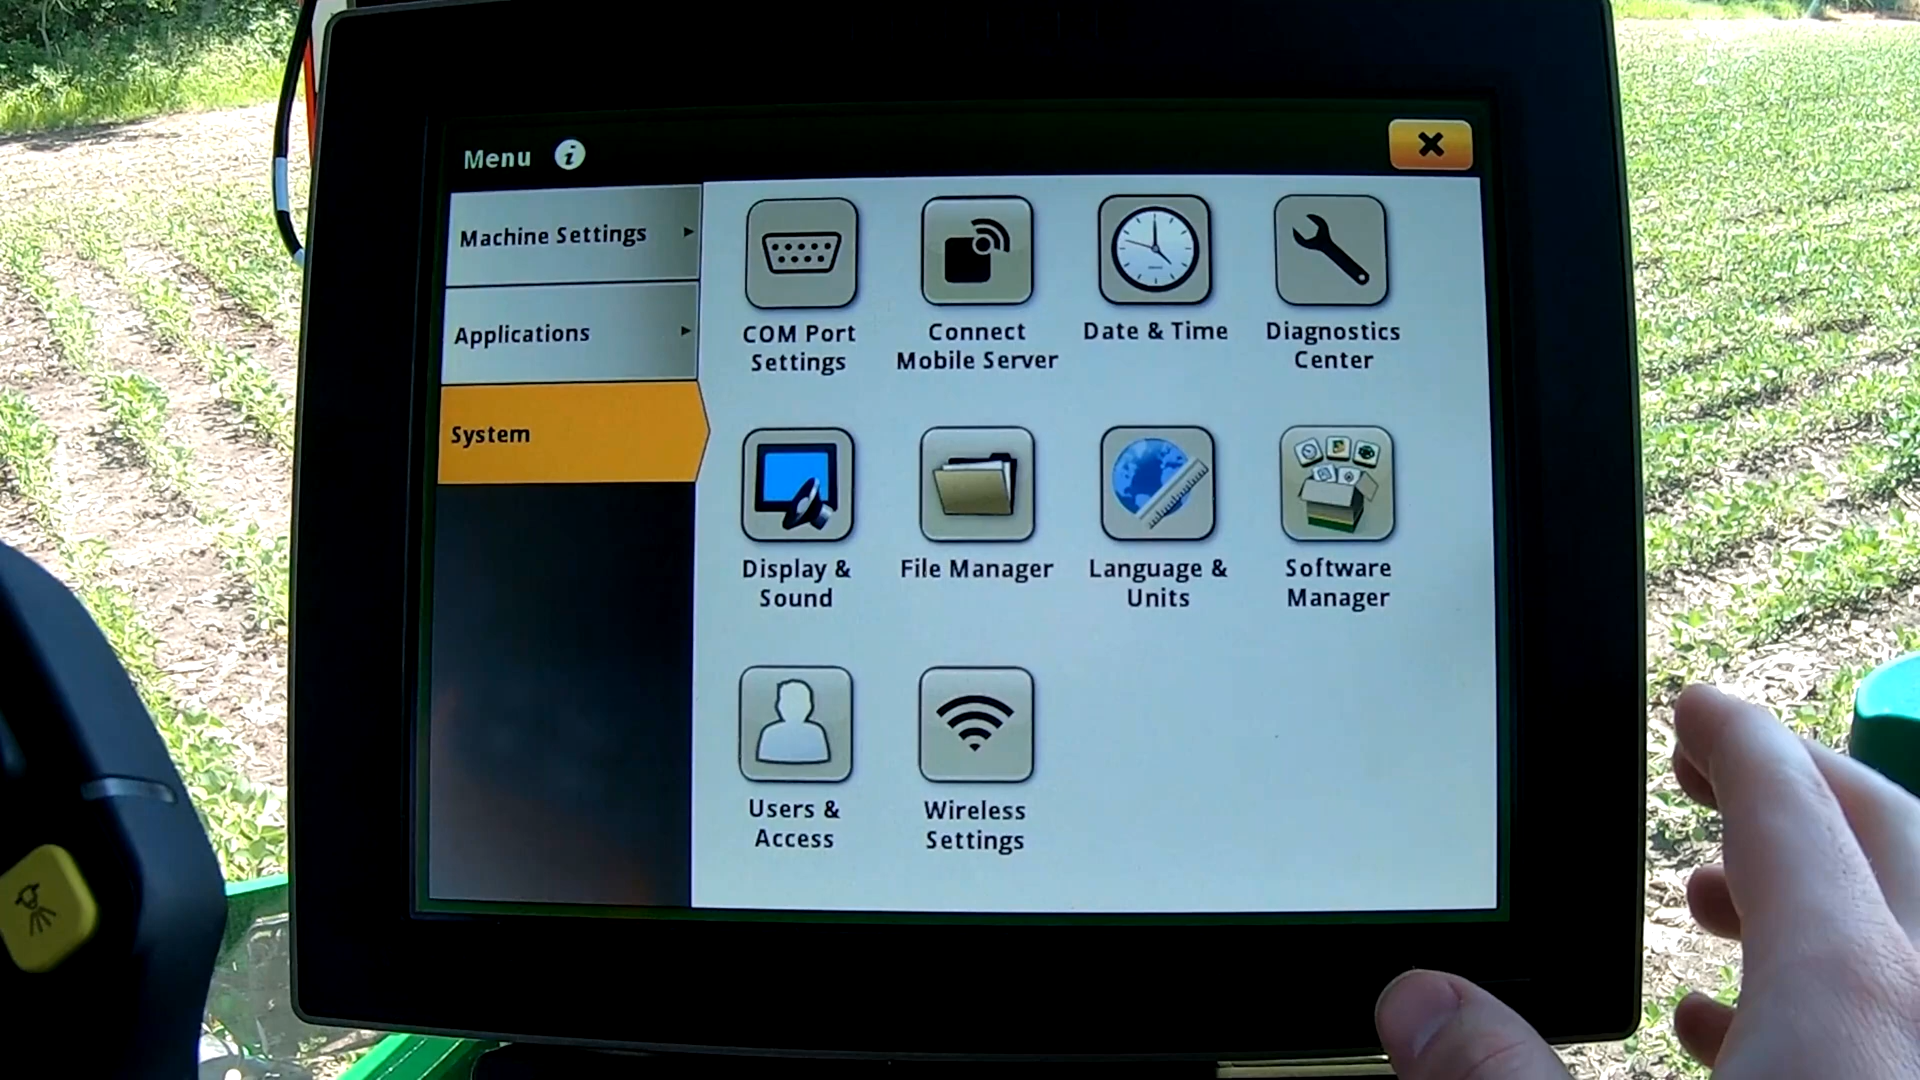 Menu
Machine Settings
Applications
System
COM Port
Settings
Connect
Mobile Server
Date & Time
Diagnostics
Center
Display &
Sound
File Manager
Language &
Units
Software
Manager
Users &
Access
Wireless
Settings